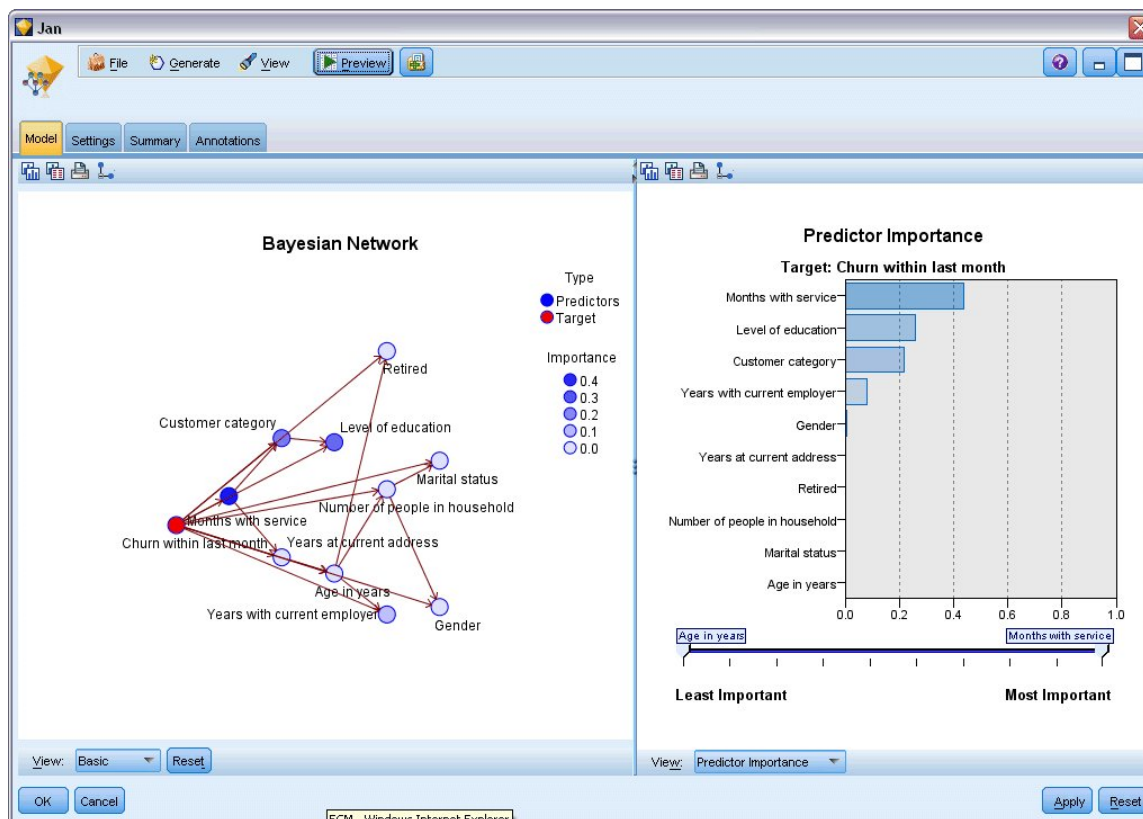 Jan
File Generate View Preview
Model Settings Summary Annotations
Bayesian Network
Type
Predictors
Target
Importance
0.4
0.3
0.2
0.1
0.0
Retired
Customer category
Level of education
Marital status
Number of people in household
Months with service
Churn within last month
Years at current address
Age in years
Years with current employer
Gender
View: Basic Reset
Predictor Importance
Target: Churn within last month
Months with service
Level of education
Customer category
Years with current employer
Gender
Years at current address
Retired
Number of people in household
Marital status
Age in years
0.0 0.2 0.4 0.6 0.8 1.0
Age in years Months with service
Least Important Most Important
View: Predictor Importance
OK Cancel Apply Reset
ECM - Windows Internet Explorer